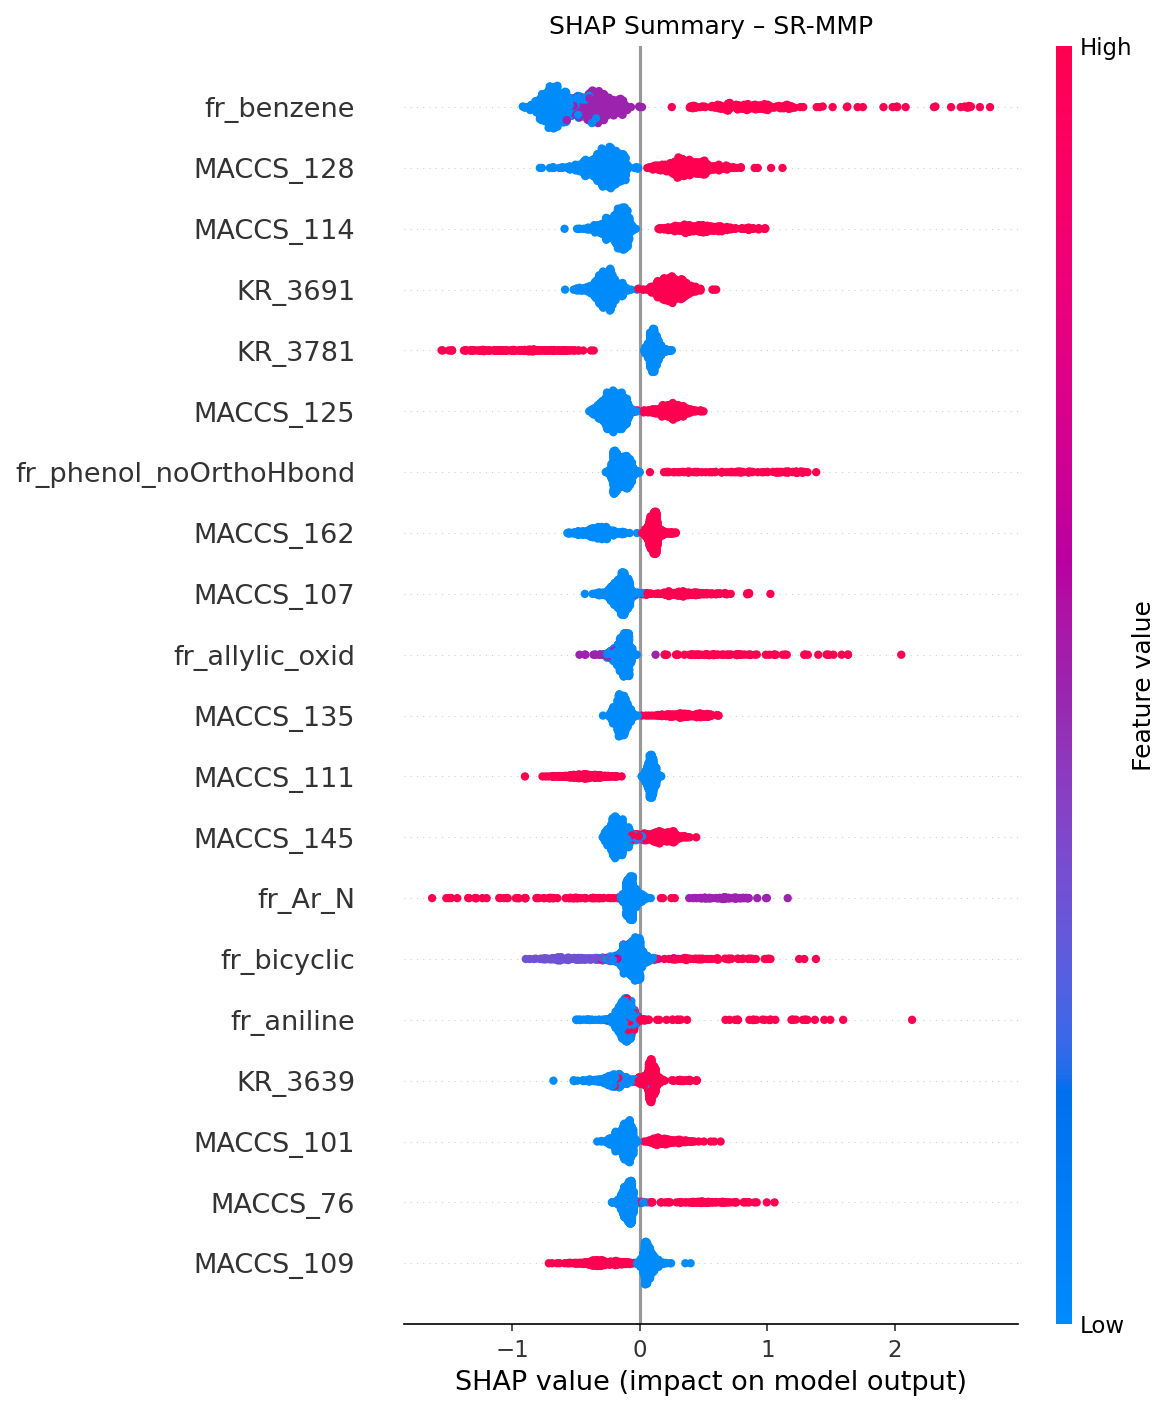 SHAP Summary – SR-MMP
High
fr_benzene
MACCS_128
MACCS_114
KR_3691
KR_3781
MACCS_125
fr_phenol_noOrthoHbond
MACCS_162
MACCS_107
fr_allylic_oxid
MACCS_135
MACCS_111
MACCS_145
fr_Ar_N
fr_bicyclic
fr_aniline
KR_3639
MACCS_101
MACCS_76
MACCS_109
Feature value
Low
−1 0 1 2
SHAP value (impact on model output)